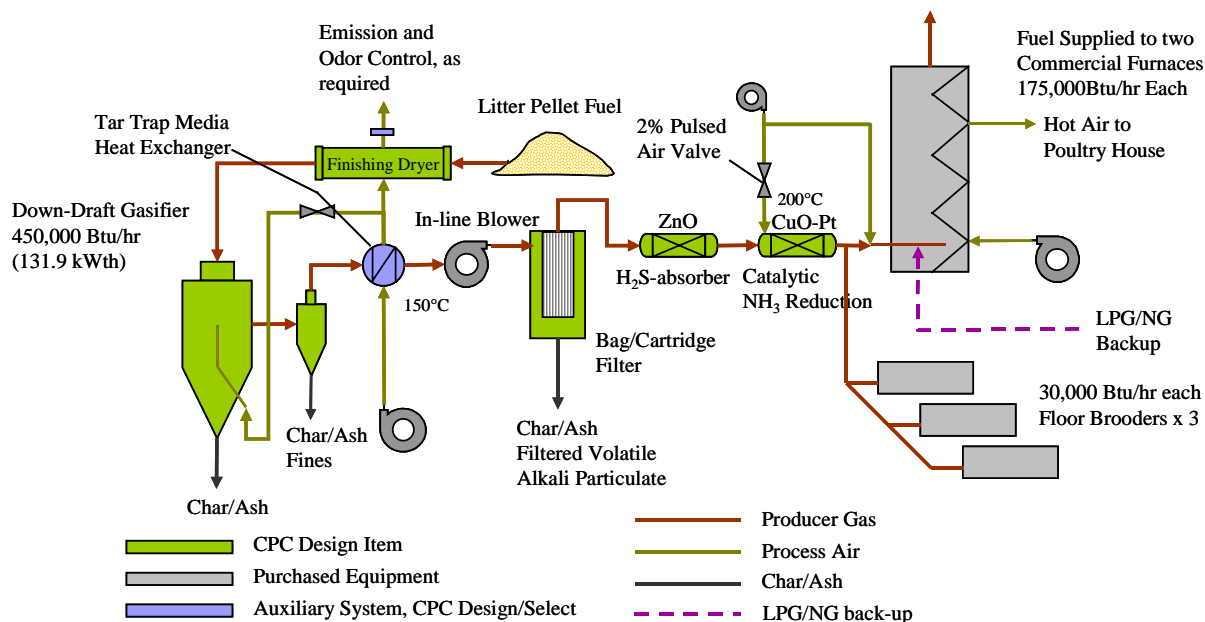 Emission and
Odor Control, as
required
Tar Trap Media
Heat Exchanger
Litter Pellet Fuel
Finishing Dryer
Down-Draft Gasifier
450,000 Btu/hr
(131.9 kWth)
In-line Blower
150°C
2% Pulsed
Air Valve
200°C
ZnO
CuO-Pt
H₂S-absorber
Catalytic
NH₃ Reduction
Fuel Supplied to two
Commercial Furnaces
175,000Btu/hr Each
Hot Air to
Poultry House
LPG/NG
Backup
Bag/Cartridge
Filter
30,000 Btu/hr each
Floor Brooders x 3
Char/Ash
Fines
Char/Ash
Filtered Volatile
Alkali Particulate
Char/Ash
CPC Design Item
Purchased Equipment
Auxiliary System, CPC Design/Select
Producer Gas
Process Air
Char/Ash
LPG/NG back-up